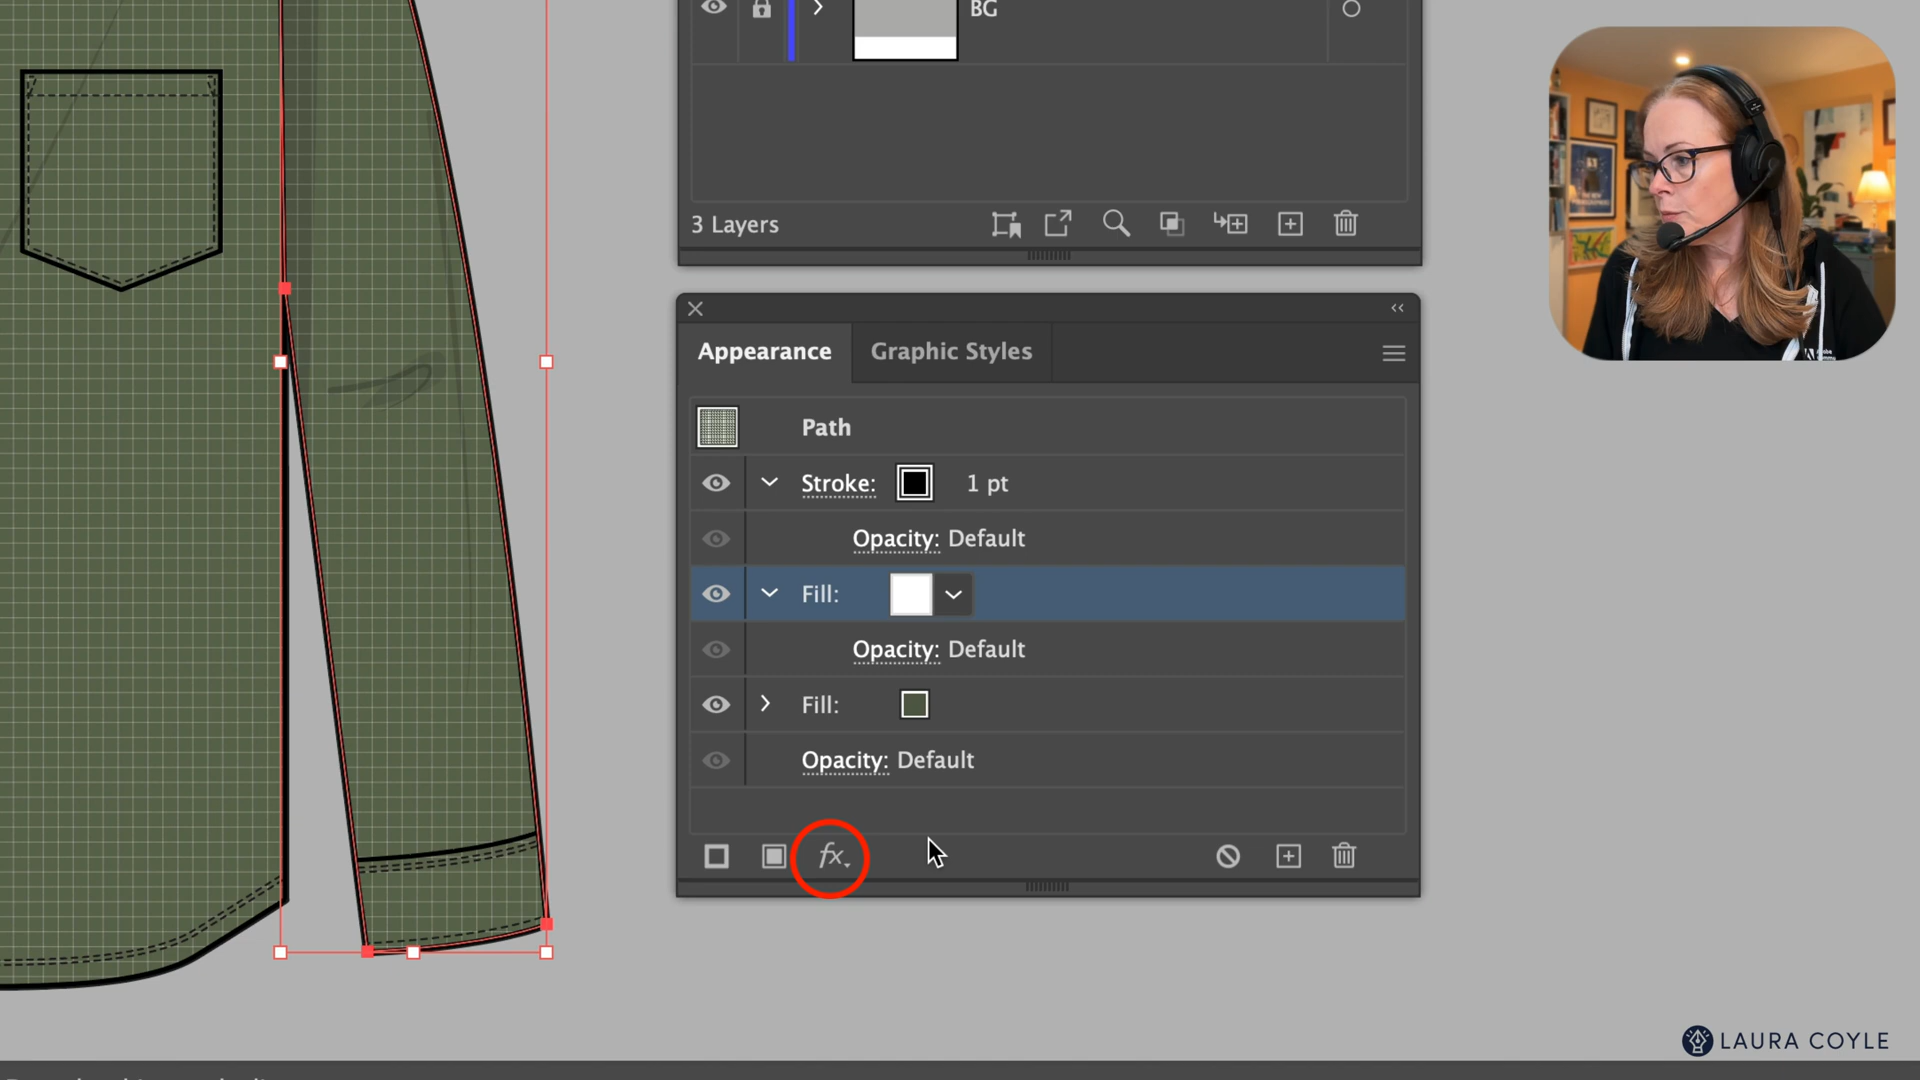 BG
3 Layers
Appearance
Graphic Styles
Path
Stroke: 1 pt
Opacity: Default
Fill:
Opacity: Default
Fill:
Opacity: Default
fx
LAURA COYLE